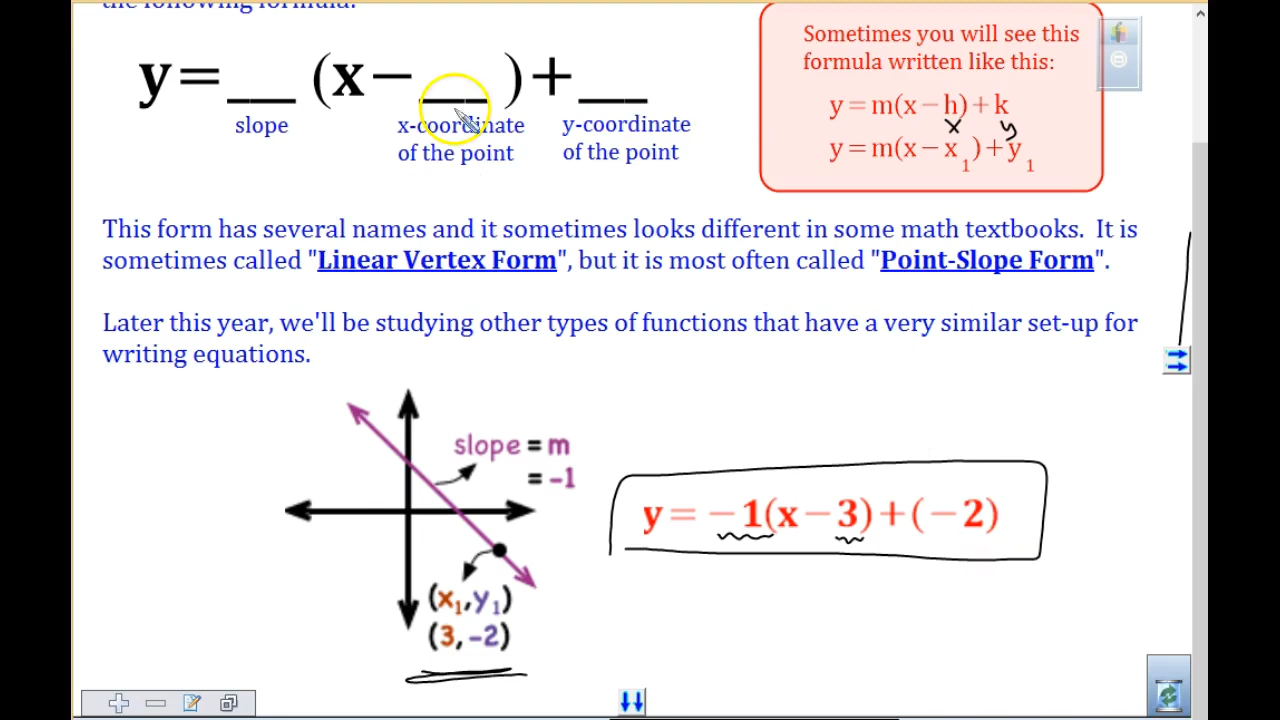 the following formula:
y = __ (x − __ ) + __
slope
x-coordinate
of the point
y-coordinate
of the point
Sometimes you will see this
formula written like this:
y = m(x − h) + k
x y
y = m(x − x₁) + y₁
This form has several names and it sometimes looks different in some math textbooks. It is
sometimes called "Linear Vertex Form", but it is most often called "Point-Slope Form".
Later this year, we'll be studying other types of functions that have a very similar set-up for
writing equations.
slope = m
= -1
(x₁, y₁)
(3, -2)
y = −1(x − 3) + (−2)